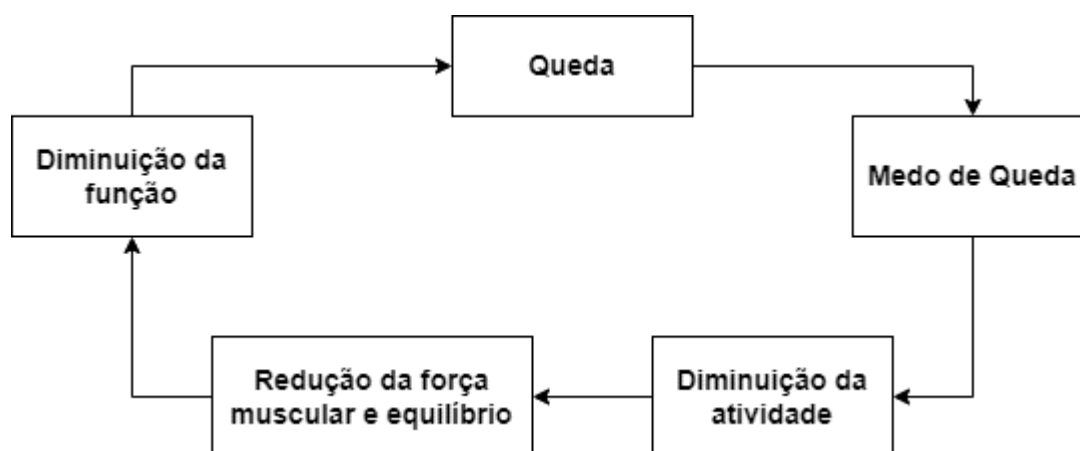 Queda
Diminuição da
função
Medo de Queda
Redução da força
muscular e equilíbrio
Diminuição da
atividade